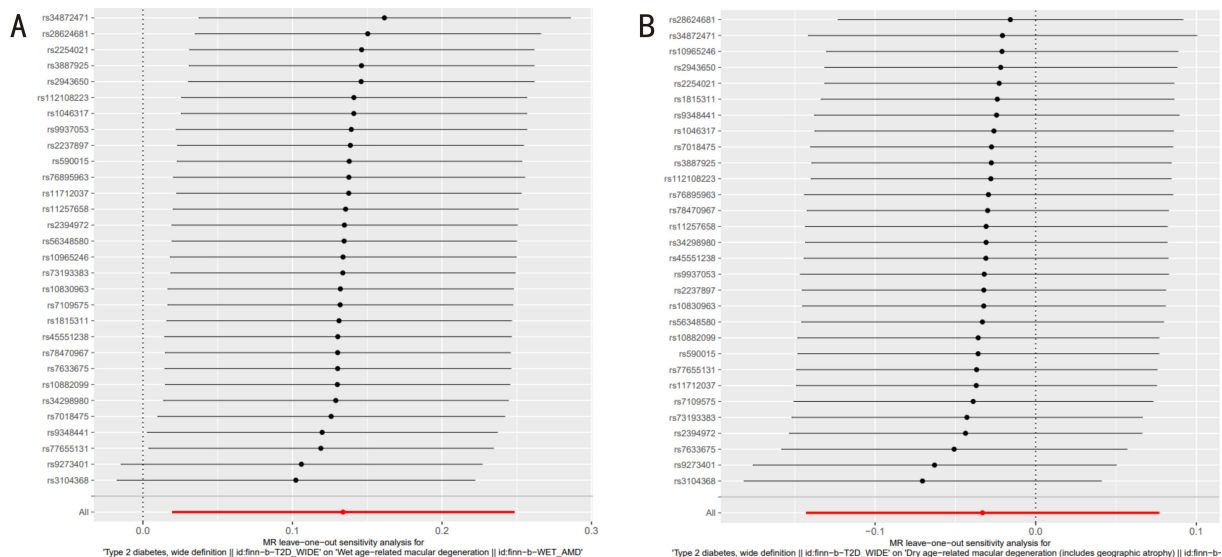 A
rs34872471
rs28624681
rs2254021
rs3887925
rs2943650
rs112108223
rs1046317
rs9937053
rs2237897
rs590015
rs76895963
rs11712037
rs11257658
rs2394972
rs56348580
rs10965246
rs73193383
rs10830963
rs7109575
rs1815311
rs45551238
rs78470967
rs7633675
rs10882099
rs34298980
rs7018475
rs9348441
rs77655131
rs9273401
rs3104368
All
0.0 0.1 0.2 0.3
MR leave−one−out sensitivity analysis for
'Type 2 diabetes, wide definition || id:finn−b−T2D_WIDE' on 'Wet age−related macular degeneration || id:finn−b−WET_AMD'
B
rs28624681
rs34872471
rs10965246
rs2943650
rs2254021
rs1815311
rs9348441
rs1046317
rs7018475
rs3887925
rs112108223
rs76895963
rs78470967
rs11257658
rs34298980
rs45551238
rs9937053
rs2237897
rs10830963
rs56348580
rs10882099
rs590015
rs77655131
rs11712037
rs7109575
rs73193383
rs2394972
rs7633675
rs9273401
rs3104368
All
−0.1 0.0 0.1
MR leave−one−out sensitivity analysis for
'Type 2 diabetes, wide definition || id:finn−b−T2D_WIDE' on 'Dry age−related macular degeneration (includes geographic atrophy) || id:finn−b−